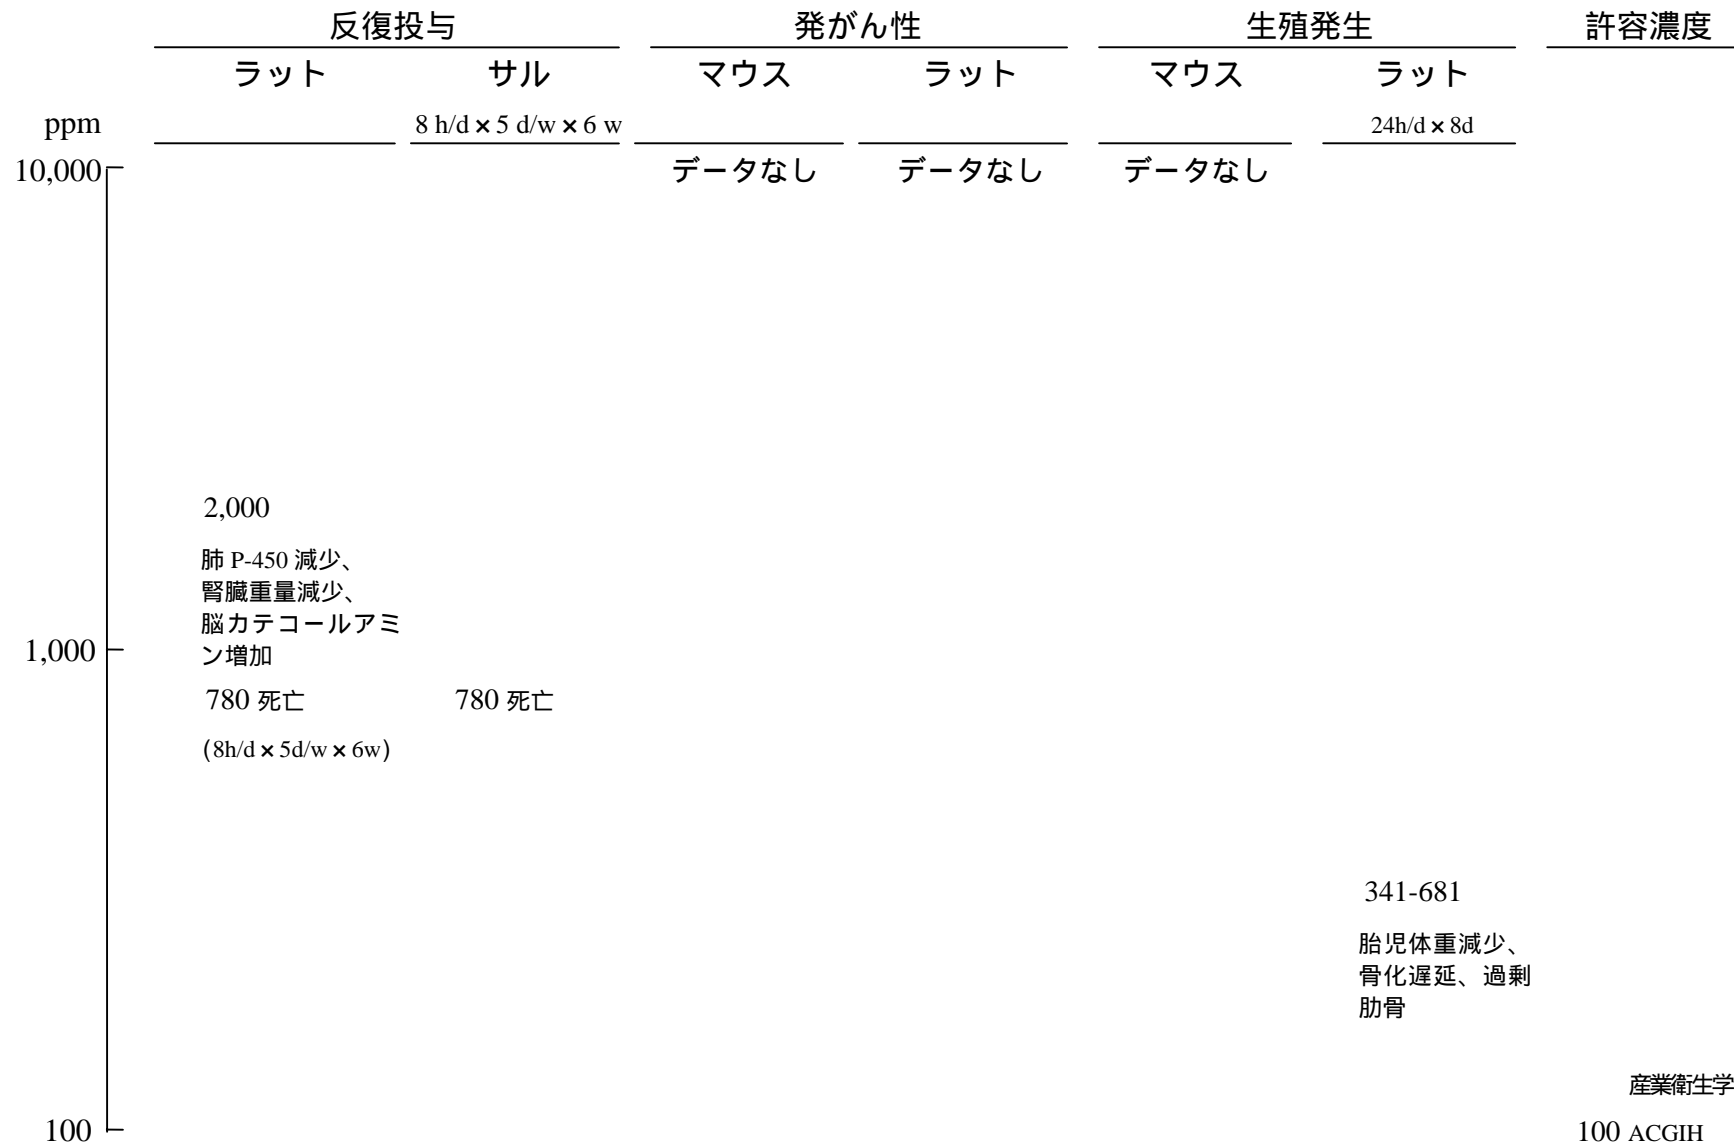 反復投与 発がん性 生殖発生 許容濃度
ラット サル マウス ラット マウス ラット
ppm 8 h/d × 5 d/w × 6 w 24h/d × 8d
10,000 データなし データなし データなし
2,000
肺 P-450 減少、
腎臓重量減少、
脳カテコールアミ
ン増加
1,000
780 死亡 780 死亡
(8h/d × 5d/w × 6w)
341-681
胎児体重減少、
骨化遅延、過剰
肋骨
産業衛生学
100 100 ACGIH